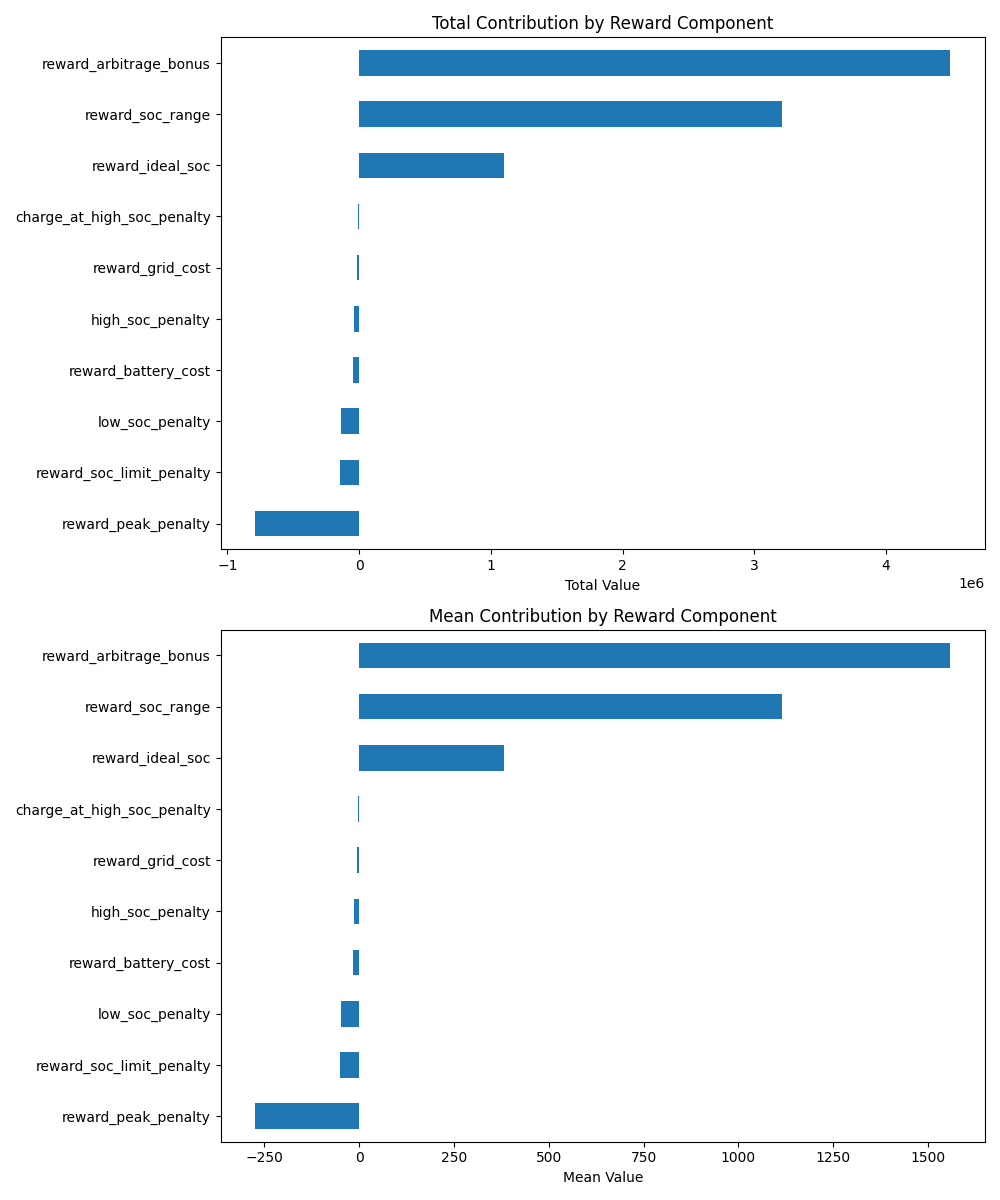 Total Contribution by Reward Component
reward_arbitrage_bonus
reward_soc_range
reward_ideal_soc
charge_at_high_soc_penalty
reward_grid_cost
high_soc_penalty
reward_battery_cost
low_soc_penalty
reward_soc_limit_penalty
reward_peak_penalty
−1 0 1 2 3 4
1e6
Total Value
Mean Contribution by Reward Component
reward_arbitrage_bonus
reward_soc_range
reward_ideal_soc
charge_at_high_soc_penalty
reward_grid_cost
high_soc_penalty
reward_battery_cost
low_soc_penalty
reward_soc_limit_penalty
reward_peak_penalty
−250 0 250 500 750 1000 1250 1500
Mean Value